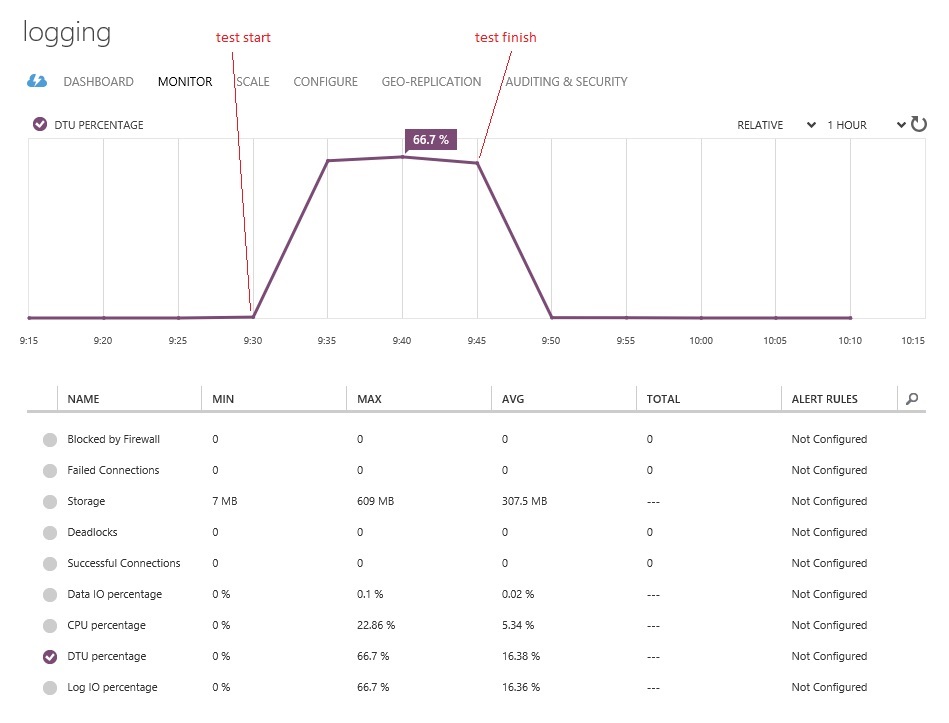 logging
test start
test finish
DASHBOARD MONITOR SCALE CONFIGURE GEO-REPLICATION AUDITING & SECURITY
DTU PERCENTAGE RELATIVE 1 HOUR
66.7 %
9:15 9:20 9:25 9:30 9:35 9:40 9:45 9:50 9:55 10:00 10:05 10:10 10:15
NAME MIN MAX AVG TOTAL ALERT RULES
Blocked by Firewall 0 0 0 0 Not Configured
Failed Connections 0 0 0 0 Not Configured
Storage 7 MB 609 MB 307.5 MB --- Not Configured
Deadlocks 0 0 0 0 Not Configured
Successful Connections 0 0 0 0 Not Configured
Data IO percentage 0 % 0.1 % 0.02 % --- Not Configured
CPU percentage 0 % 22.86 % 5.34 % --- Not Configured
DTU percentage 0 % 66.7 % 16.38 % --- Not Configured
Log IO percentage 0 % 66.7 % 16.36 % --- Not Configured